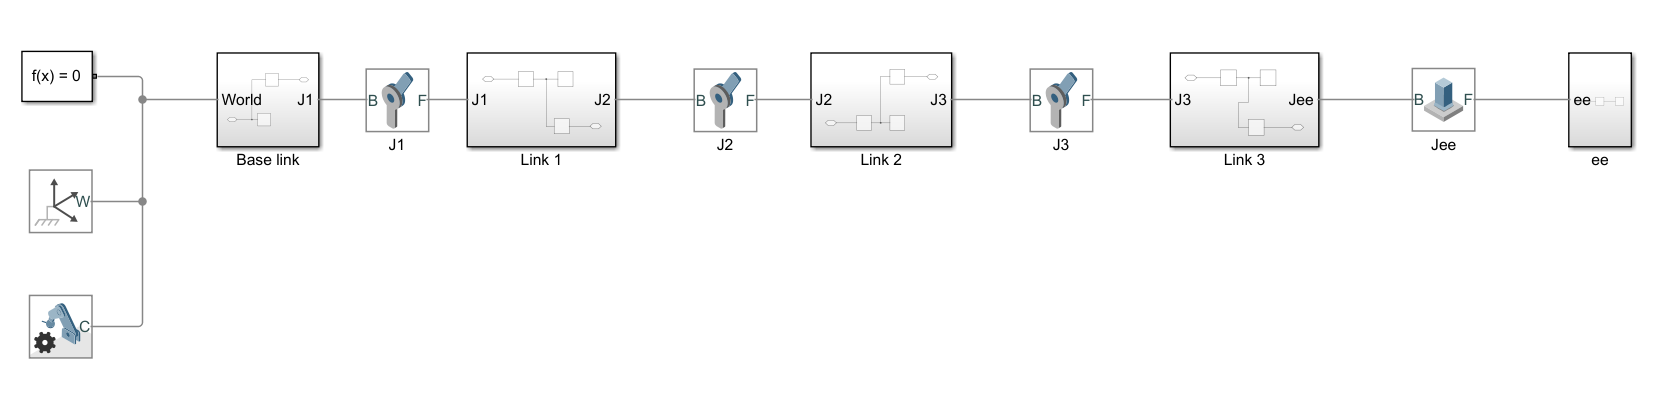 f(x) = 0
World J1
Base link
B F
J1
J1 J2
Link 1
B F
J2
J2 J3
Link 2
B F
J3
J3 Jee
Link 3
B F
Jee
ee
ee
W
C